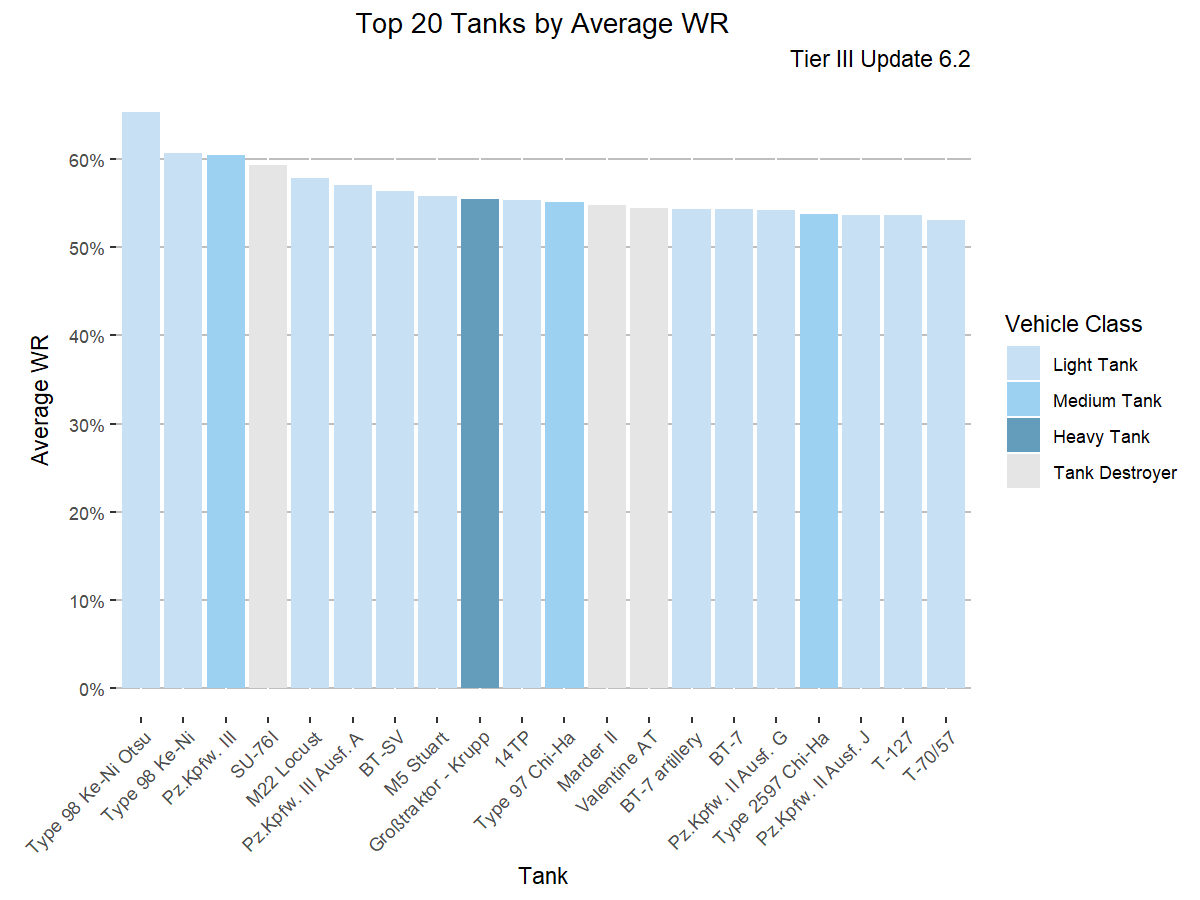 Top 20 Tanks by Average WR
Tier III Update 6.2
Average WR
60%
50%
40%
30%
20%
10%
0%
Type 98 Ke-Ni Otsu
Type 98 Ke-Ni
Pz.Kpfw. III
SU-76I
M22 Locust
Pz.Kpfw. III Ausf. A
BT-SV
M5 Stuart
Großtraktor - Krupp
14TP
Type 97 Chi-Ha
Marder II
Valentine AT
BT-7 artillery
BT-7
Pz.Kpfw. II Ausf. G
Type 2597 Chi-Ha
Pz.Kpfw. II Ausf. J
T-127
T-70/57
Tank
Vehicle Class
Light Tank
Medium Tank
Heavy Tank
Tank Destroyer